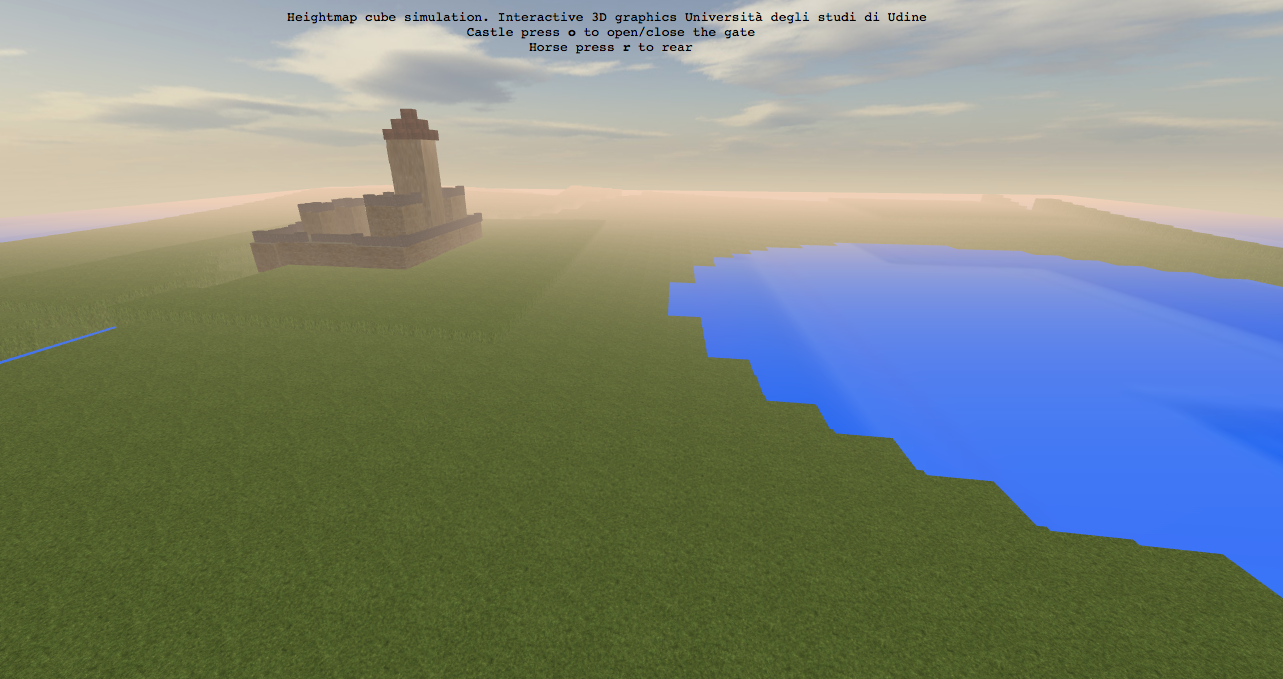 Heightmap cube simulation. Interactive 3D graphics Università degli studi di Udine
Castle press o to open/close the gate
Horse press r to rear